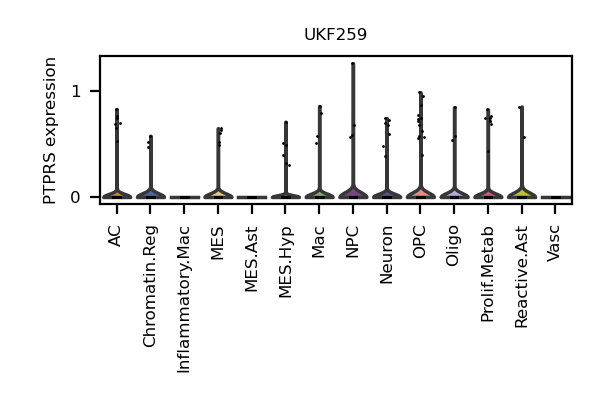 UKF259
PTPRS expression
1
0
AC
Chromatin.Reg
Inflammatory.Mac
MES
MES.Ast
MES.Hyp
Mac
NPC
Neuron
OPC
Oligo
Prolif.Metab
Reactive.Ast
Vasc